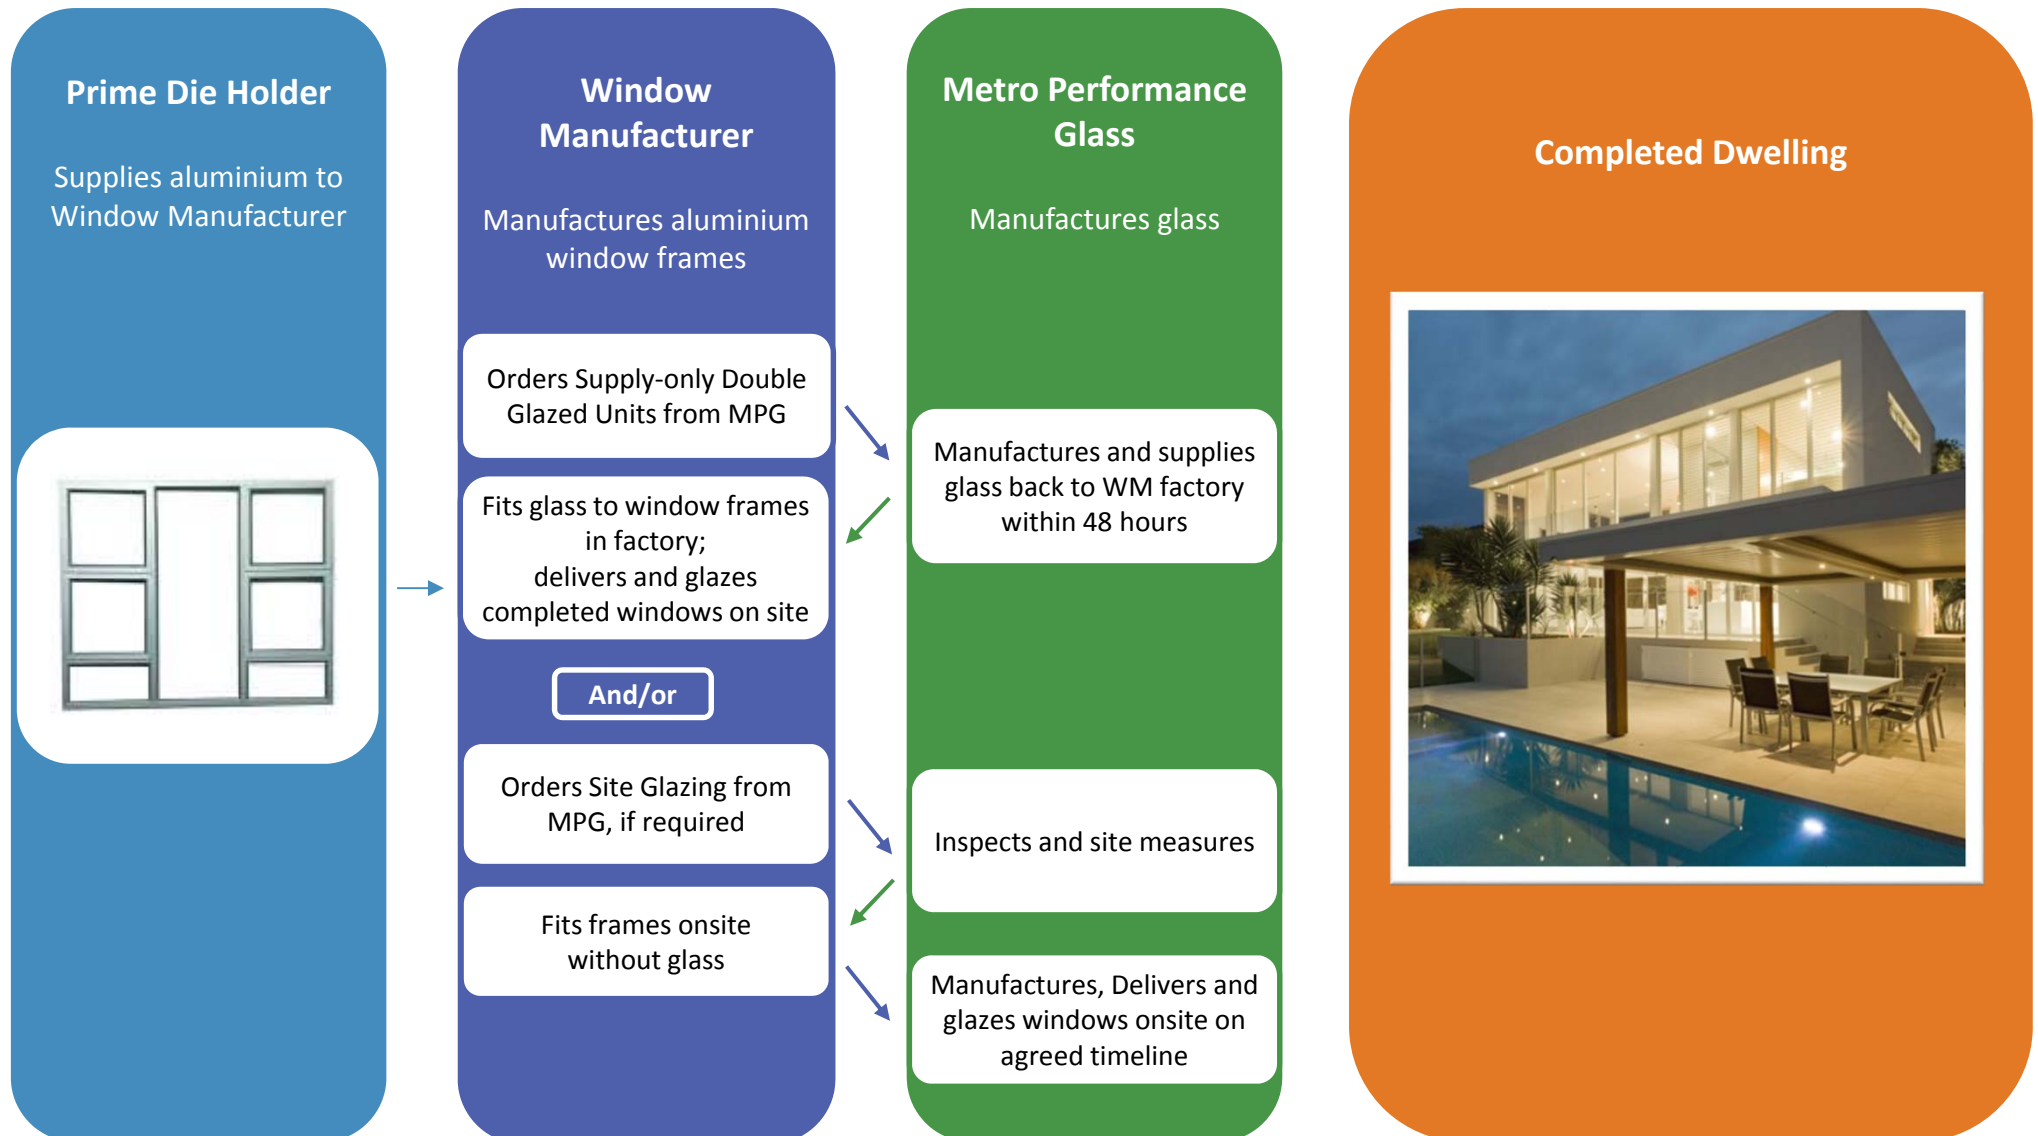 Prime Die Holder
Supplies aluminium to
Window Manufacturer
Window
Manufacturer
Manufactures aluminium
window frames
Orders Supply-only Double
Glazed Units from MPG
Fits glass to window frames
in factory;
delivers and glazes
completed windows on site
And/or
Orders Site Glazing from
MPG, if required
Fits frames onsite
without glass
Metro Performance
Glass
Manufactures glass
Manufactures and supplies
glass back to WM factory
within 48 hours
Inspects and site measures
Manufactures, Delivers and
glazes windows onsite on
agreed timeline
Completed Dwelling